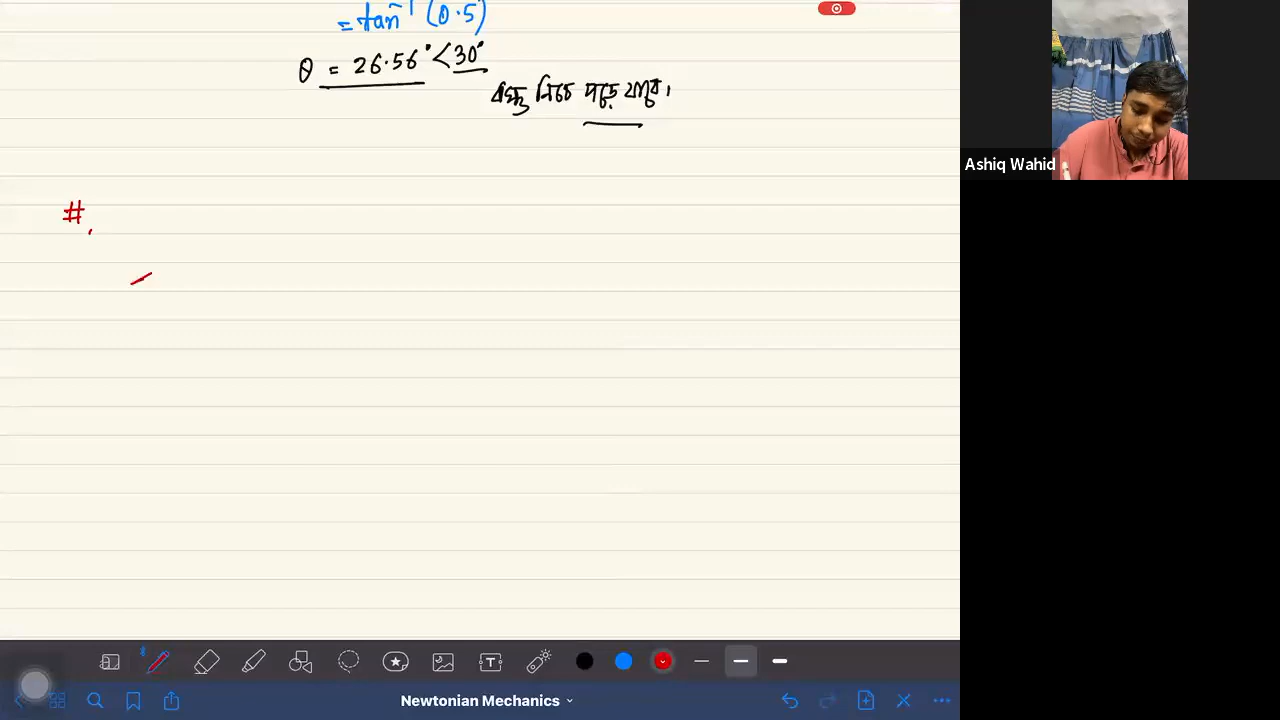 = tan⁻¹ (0.5)
θ = 26.56° < 30°
বস্তু নিচে পড়ে যাবে।
#.
Ashiq Wahid
Newtonian Mechanics